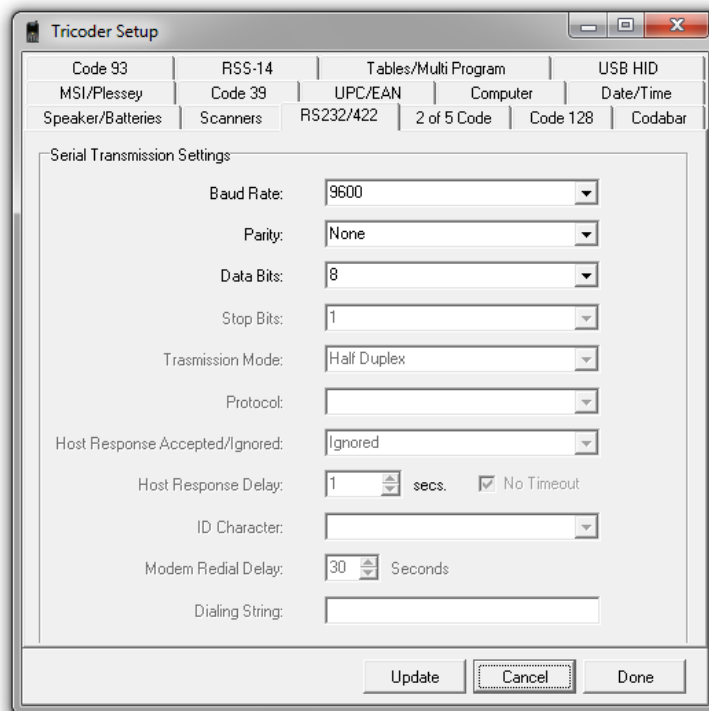 Tricoder Setup
Code 93 RSS-14 Tables/Multi Program USB HID
MSI/Plessey Code 39 UPC/EAN Computer Date/Time
Speaker/Batteries Scanners RS232/422 2 of 5 Code Code 128 Codabar
Serial Transmission Settings
Baud Rate: 9600
Parity: None
Data Bits: 8
Stop Bits: 1
Trasmission Mode: Half Duplex
Protocol:
Host Response Accepted/Ignored: Ignored
Host Response Delay: 1 secs. No Timeout
ID Character:
Modem Redial Delay: 30 Seconds
Dialing String:
Update Cancel Done